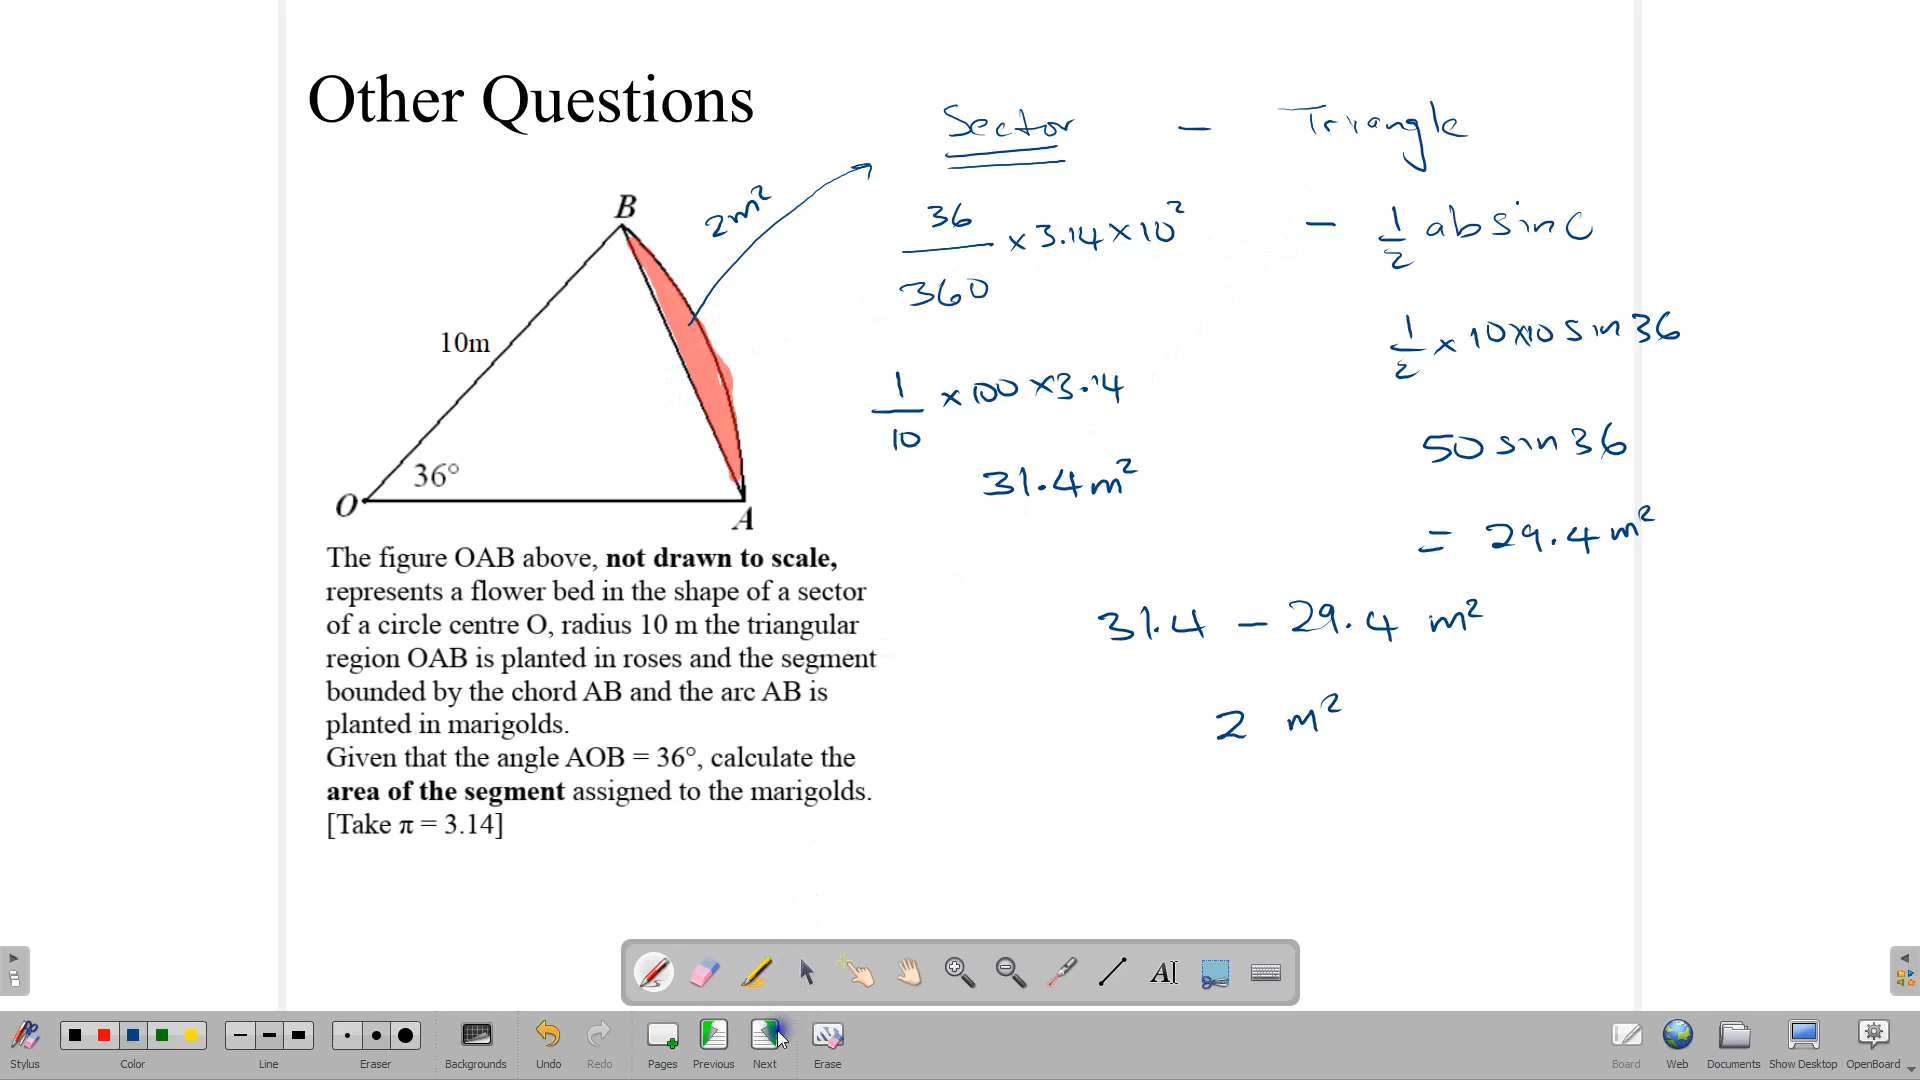 Other Questions
Sector - Triangle
B
2m²
36/360 × 3.14 × 10² - 1/2 ab sin C
10m
1/2 × 10×10 sin 36
1/10 × 100 × 3.14
50 sin 36
36°
31.4 m²
O
A
= 29.4 m²
The figure OAB above, not drawn to scale,
represents a flower bed in the shape of a sector
of a circle centre O, radius 10 m the triangular
region OAB is planted in roses and the segment
bounded by the chord AB and the arc AB is
planted in marigolds.
Given that the angle AOB = 36°, calculate the
area of the segment assigned to the marigolds.
[Take π = 3.14]
31.4 - 29.4 m²
2 m²
AI
Stylus Color Line Eraser Backgrounds Undo Redo Pages Previous Next Erase Board Web Documents Show Desktop OpenBoard